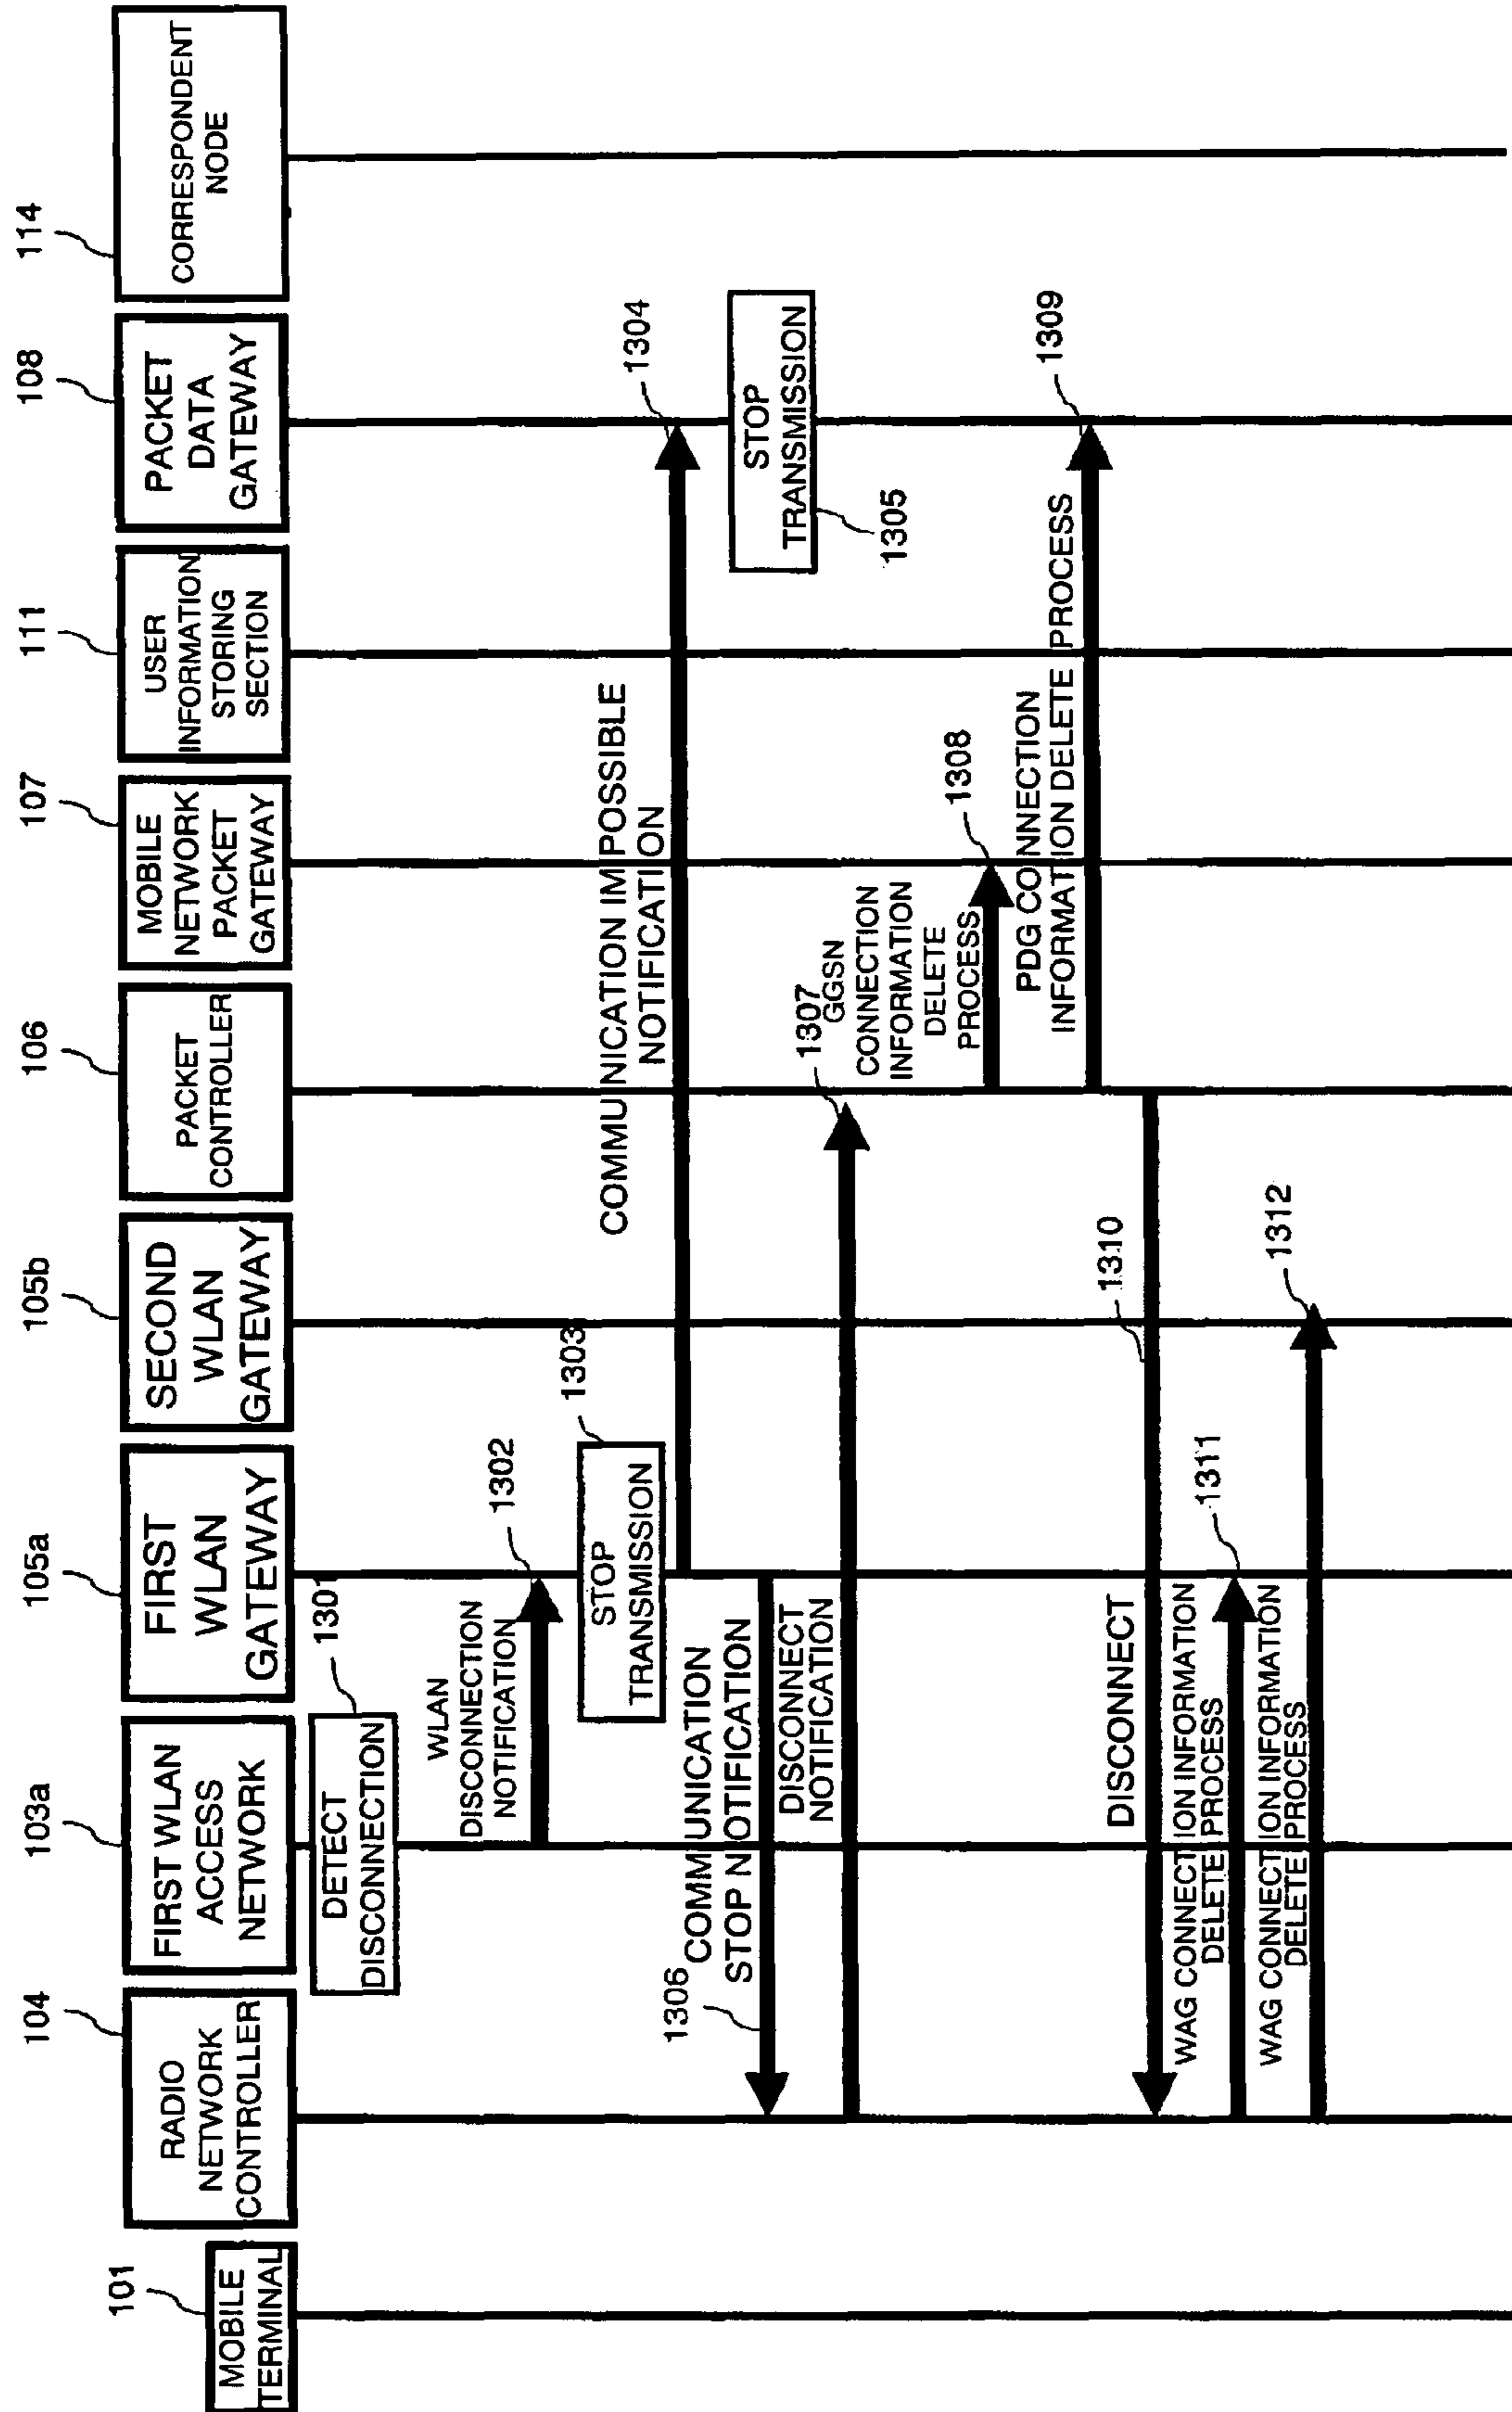 101
MOBILE
TERMINAL
104
RADIO
NETWORK
CONTROLLER
103a
FIRST WLAN
ACCESS
NETWORK
105a
FIRST
WLAN
GATEWAY
105b
SECOND
WLAN
GATEWAY
106
PACKET
CONTROLLER
107
MOBILE
NETWORK
PACKET
GATEWAY
111
USER
INFORMATION
STORING
SECTION
108
PACKET
DATA
GATEWAY
114
CORRESPONDENT
NODE
DETECT
DISCONNECTION
1301
WLAN
DISCONNECTION
NOTIFICATION
1302
STOP
TRANSMISSION
1303
COMMUNICATION IMPOSSIBLE
NOTIFICATION
1304
STOP
TRANSMISSION
1305
COMMUNICATION
STOP NOTIFICATION
1306
DISCONNECT
NOTIFICATION
1307
GGSN
CONNECTION
INFORMATION
DELETE
PROCESS
1308
PDG CONNECTION
INFORMATION DELETE PROCESS
1309
DISCONNECT
1310
WAG CONNECTION INFORMATION
DELETE PROCESS
1311
WAG CONNECTION INFORMATION
DELETE PROCESS
1312